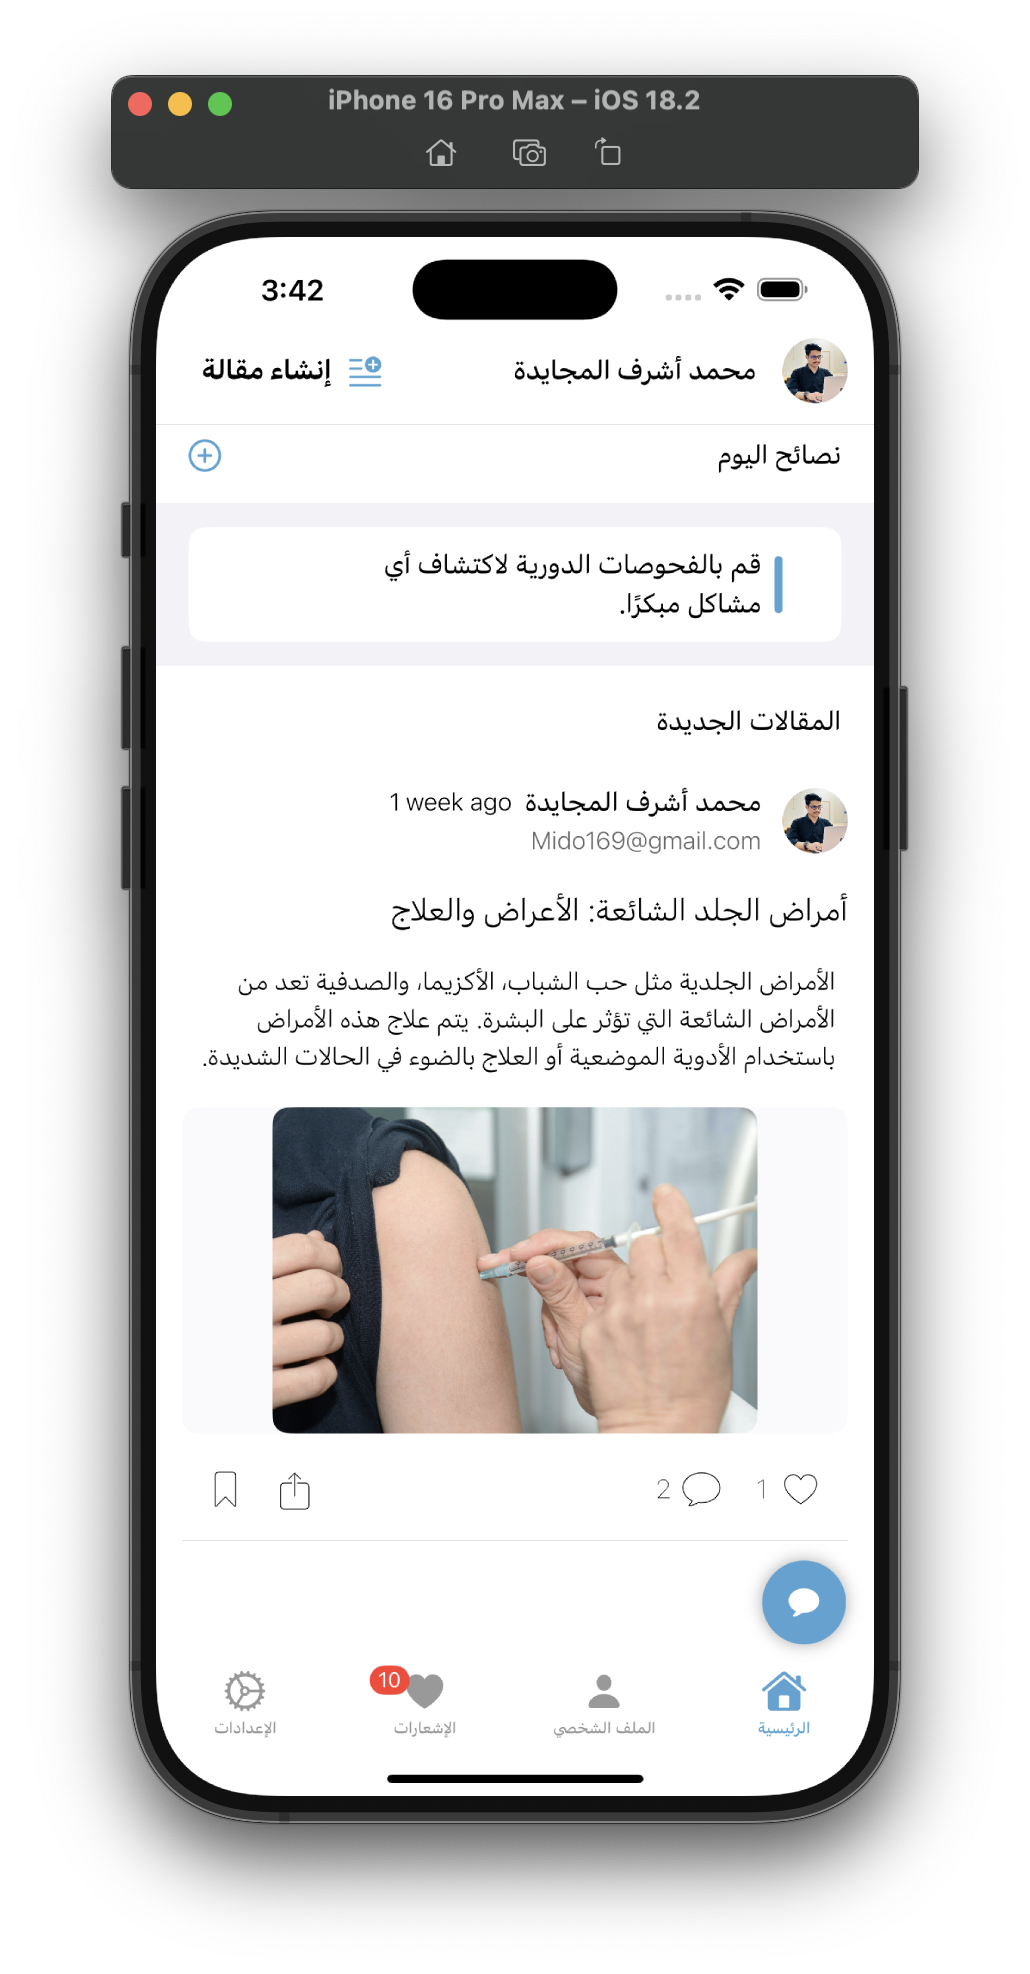 iPhone 16 Pro Max – iOS 18.2
3:42
محمد أشرف المجايدة
إنشاء مقالة
نصائح اليوم
قم بالفحوصات الدورية لاكتشاف أي
مشاكل مبكرًا.
المقالات الجديدة
محمد أشرف المجايدة 1 week ago
Mido169@gmail.com
أمراض الجلد الشائعة: الأعراض والعلاج
الأمراض الجلدية مثل حب الشباب، الأكزيما، والصدفية تعد من
الأمراض الشائعة التي تؤثر على البشرة. يتم علاج هذه الأمراض
باستخدام الأدوية الموضعية أو العلاج بالضوء في الحالات الشديدة.
1
2
10
الرئيسية
الملف الشخصي
الإشعارات
الإعدادات